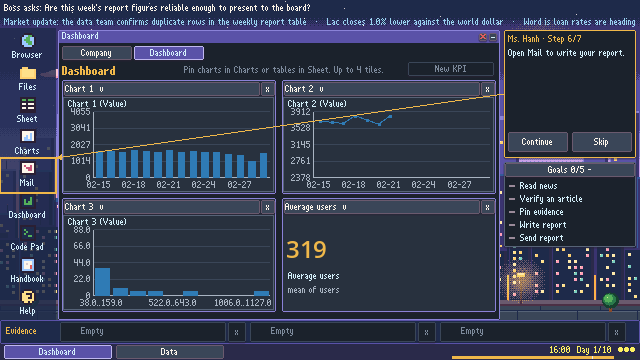 Boss asks: Are this week's report figures reliable enough to present to the board?
Market update: the data team confirms duplicate rows in the weekly report table · Lac closes 1.0% lower against the world dollar · Word is loan rates are heading
Browser
Files
Sheet
Charts
Mail
Dashboard
Code Pad
Handbook
Help
Dashboard
Company
Dashboard
Dashboard
Pin charts in Charts or tables in Sheet. Up to 4 tiles.
New KPI
Chart 1 v
x
Chart 1 (Value)
4055
3041
2027
1014
0
02-15 02-18 02-21 02-24 02-27
Chart 2 v
x
Chart 2 (Value)
3912
3528
3145
2761
2378
02-15 02-18 02-21 02-24 02-27
Chart 3 v
x
Chart 3 (Value)
88.0
66.0
44.0
22.0
0.0
38.0..159.0 522.0..643.0 1006.0..1127.0
Average users v
x
319
Average users
mean of users
Ms. Hanh · Step 6/7
Open Mail to write your report.
Continue
Skip
Goals 0/5 -
— Read news
— Verify an article
— Pin evidence
— Write report
— Send report
Evidence
Empty
x
Empty
x
Empty
x
Dashboard
Data
16:00 Day 1/10